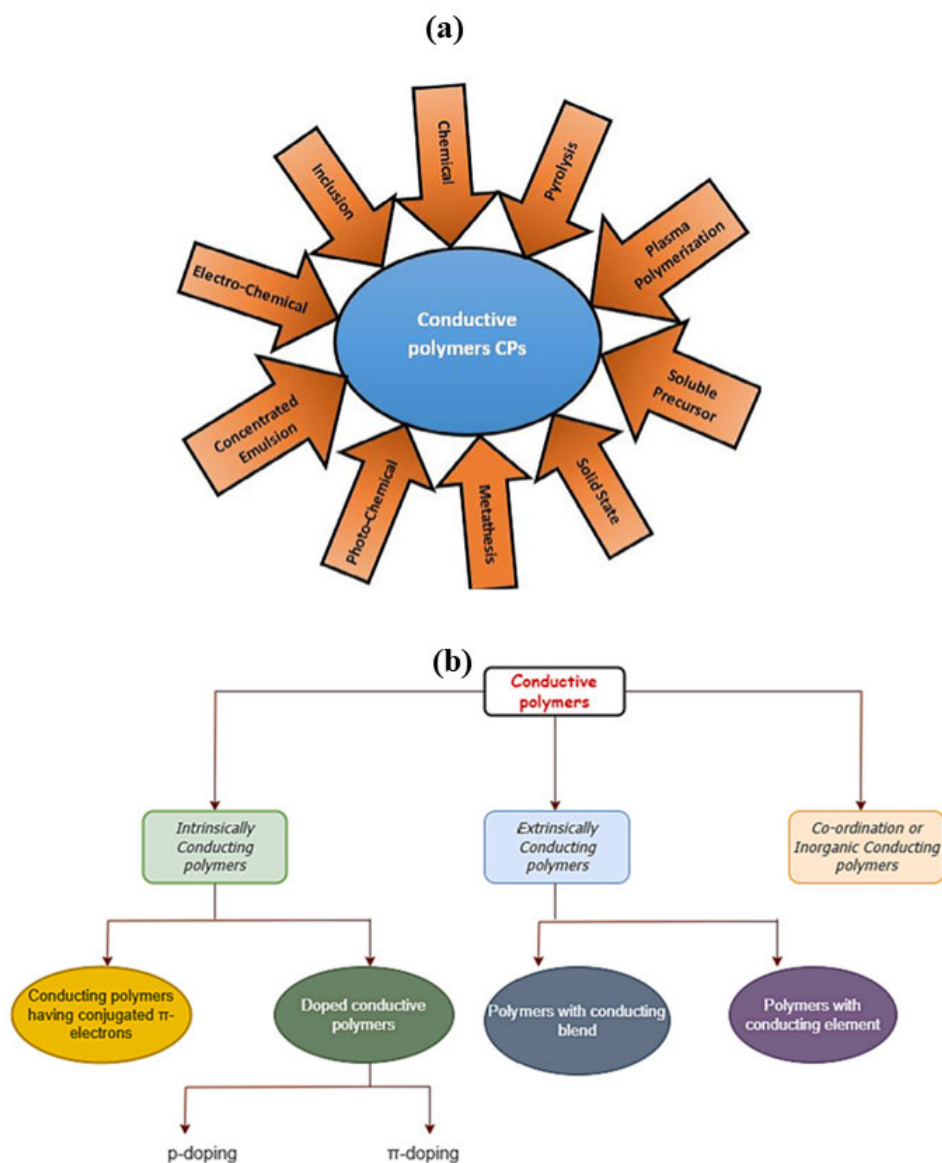 (a)
Chemical
Pyrolysis
Plasma
Polymerization
Soluble
Precursor
Solid State
Metathesis
Photo-Chemical
Concentrated
Emulsion
Electro-Chemical
Inclusion
Conductive
polymers CPs
(b)
Conductive
polymers
Intrinsically
Conducting
polymers
Extrinsically
Conducting
polymers
Co-ordination or
Inorganic Conducting
polymers
Conducting polymers
having conjugated π-
electrons
Doped conductive
polymers
Polymers with conducting
blend
Polymers with
conducting element
p-doping
π-doping